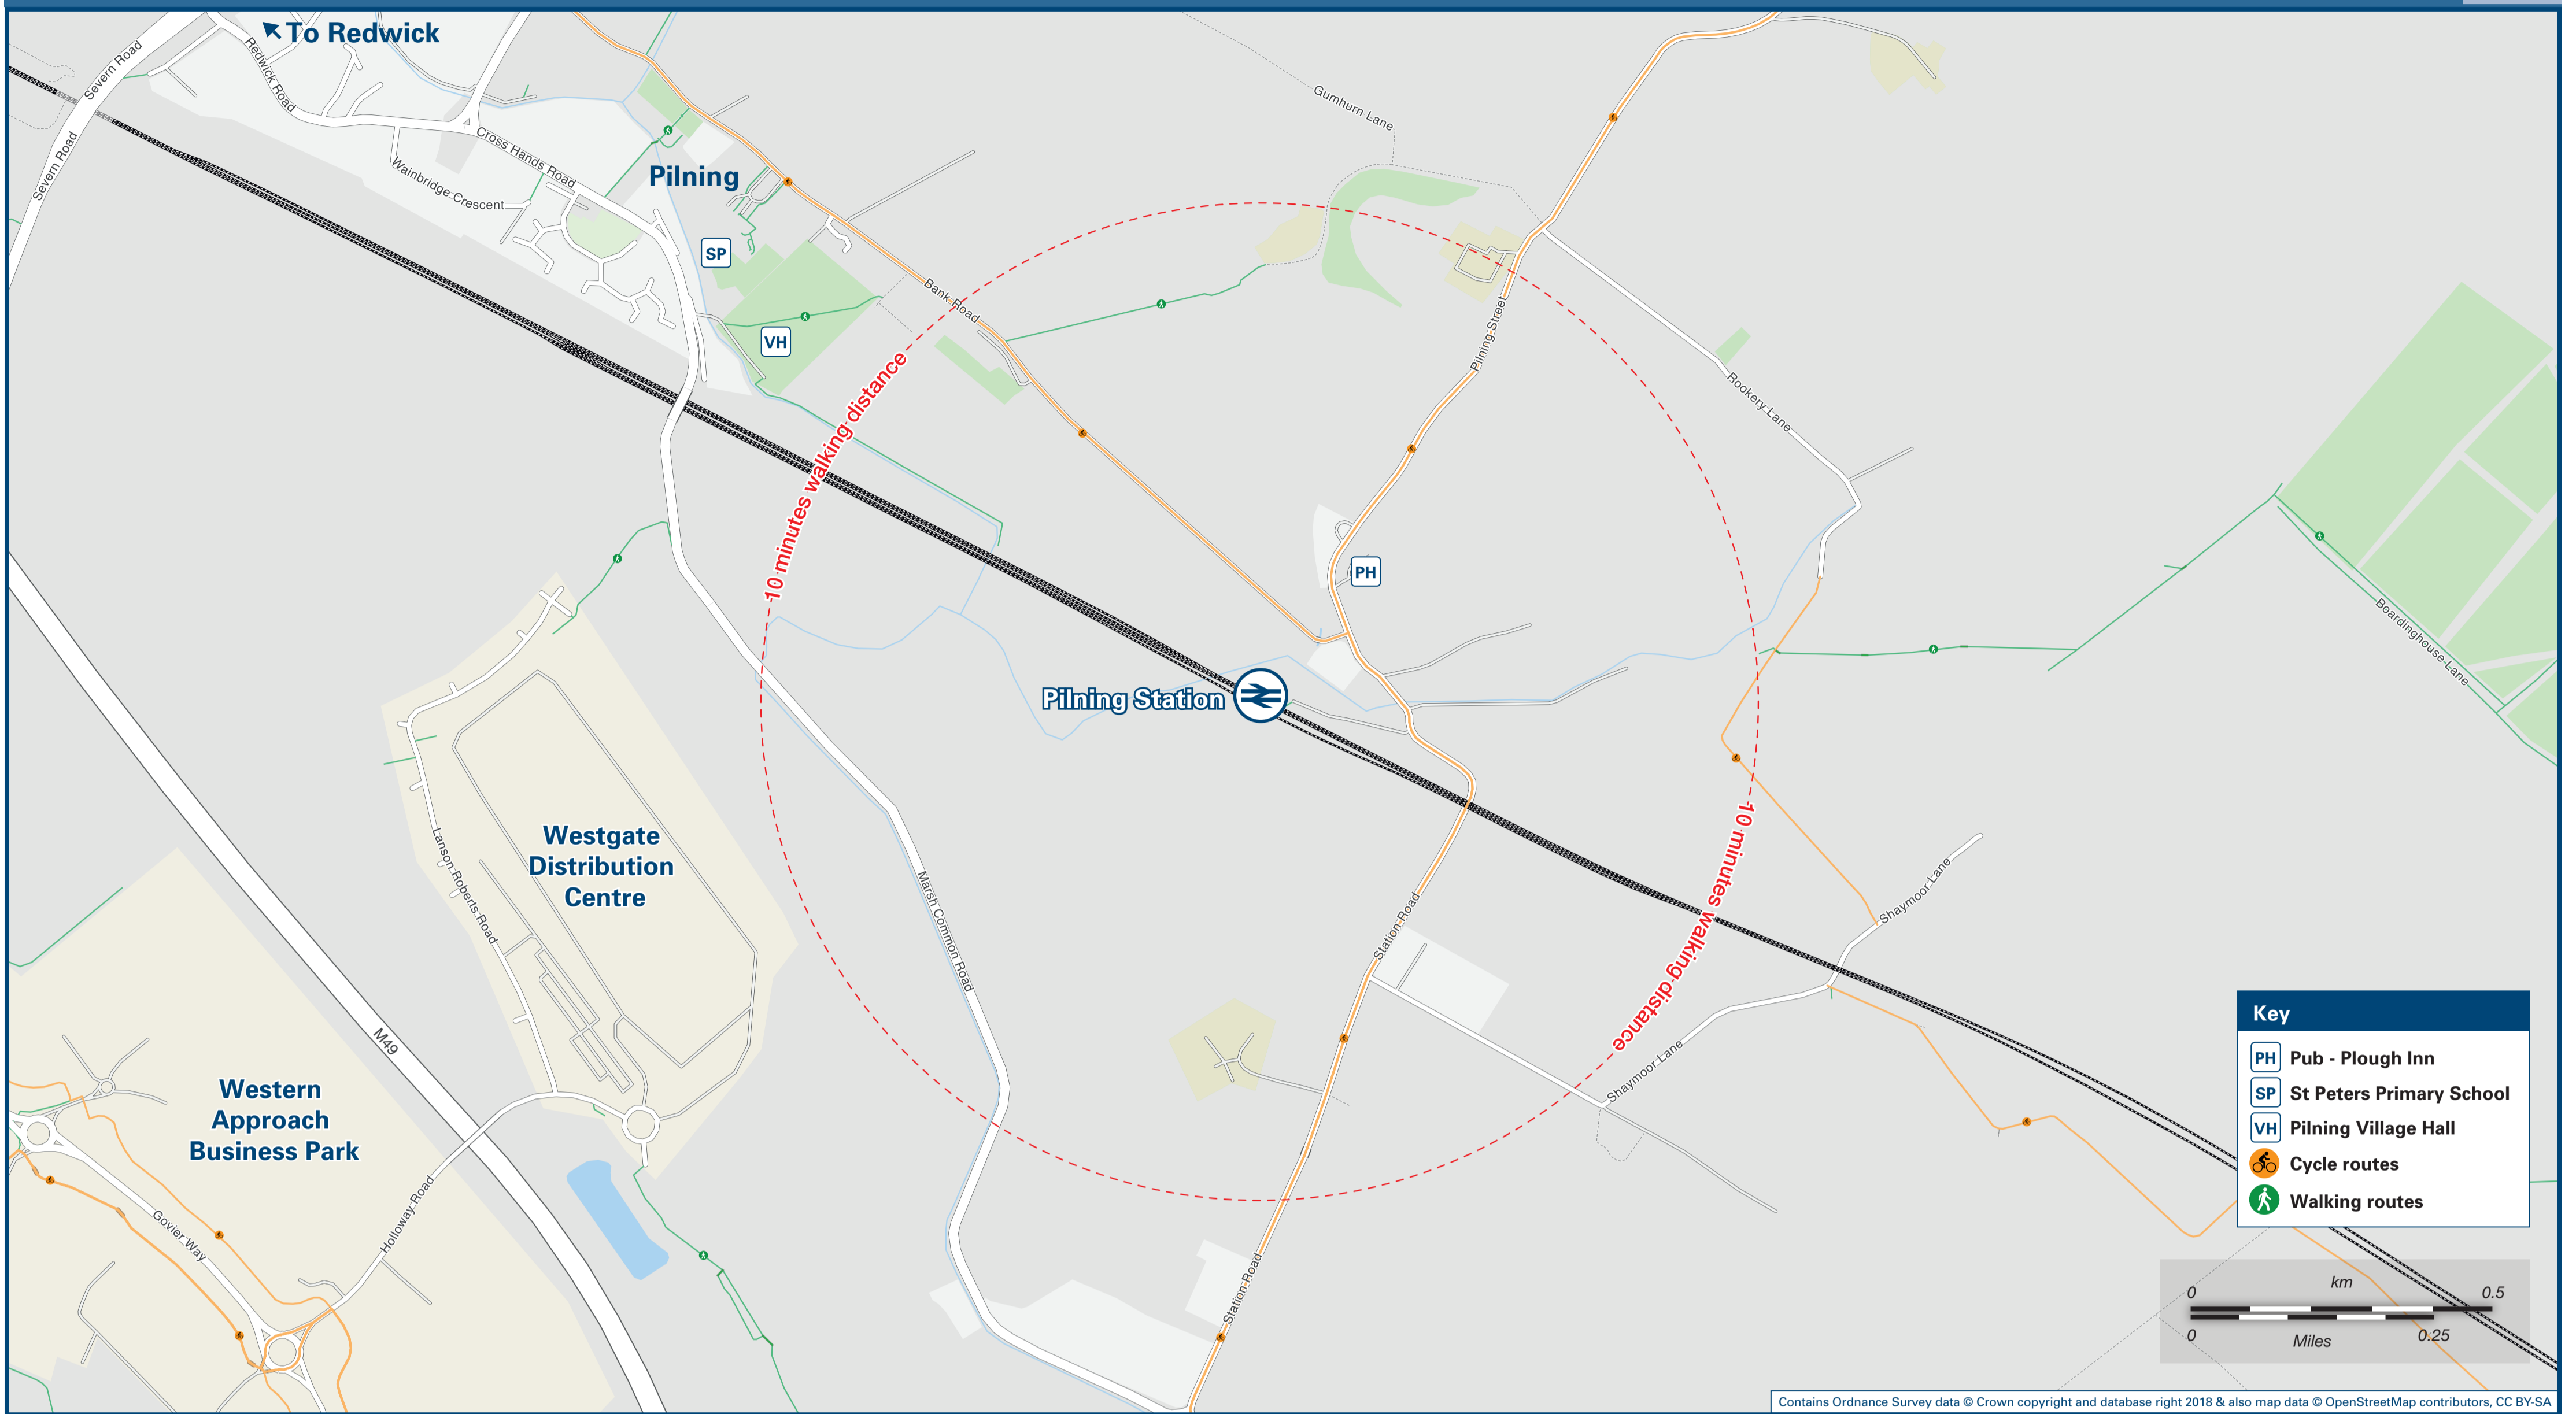 To Redwick
Severn Road
Redwick Road
Severn Road
Cross Hands Road
Wainbridge Crescent
Pilning
Gumhurn Lane
SP
VH
Bank Road
Pilning Street
Rookery Lane
10 minutes walking distance
PH
Boardinghouse Lane
Pilning Station
Westgate
Distribution
Centre
Lanson Roberts Road
Marsh Common Road
Station Road
10 minutes walking distance
Shaymoor Lane
Shaymoor Lane
M49
Western
Approach
Business Park
Govier Way
Holloway Road
Station Road
Key
PH Pub - Plough Inn
SP St Peters Primary School
VH Pilning Village Hall
Cycle routes
Walking routes
km
0 0.5
0 0.25
Miles
Contains Ordnance Survey data © Crown copyright and database right 2018 & also map data © OpenStreetMap contributors, CC BY-SA